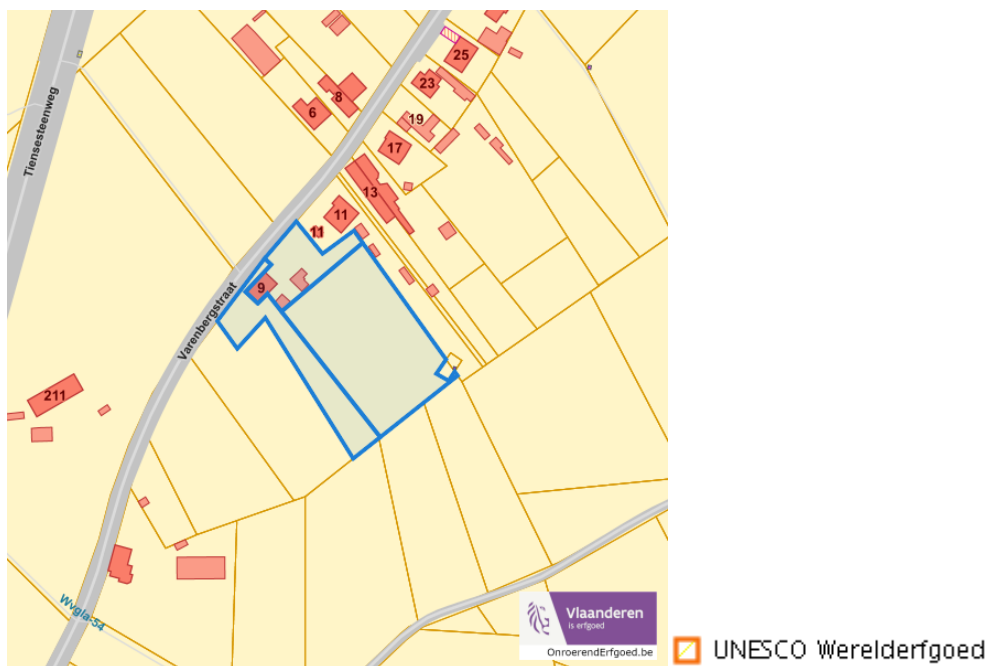 25
23
8
6
19
17
Tiensesteenweg
13
11
11
9
Varenbergstraat
211
Wvgla-54
Vlaanderen
is erfgoed
OnroerendErfgoed.be
UNESCO Werelderfgoed